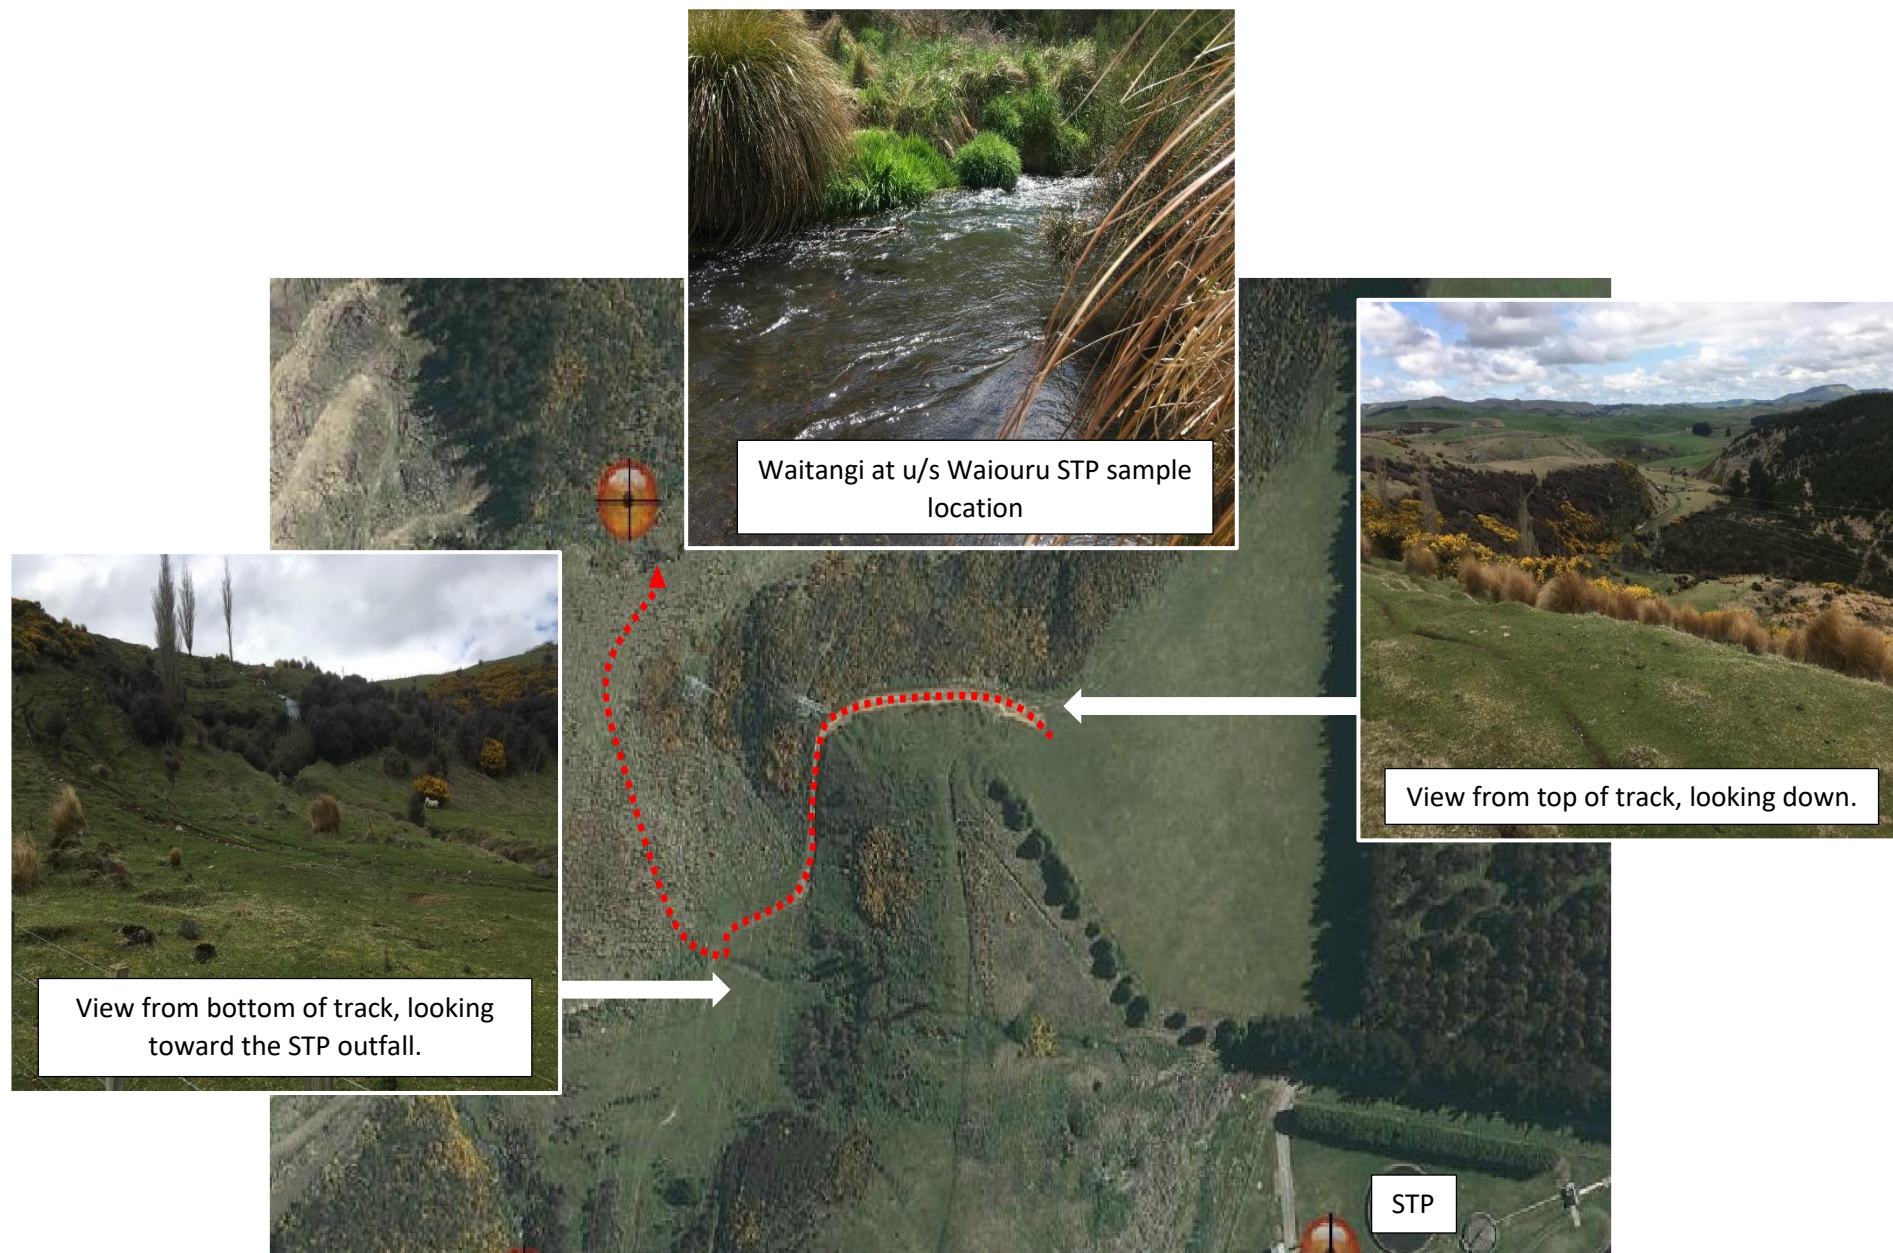 Waitangi at u/s Waiouru STP sample
location
View from top of track, looking down.
View from bottom of track, looking
toward the STP outfall.
STP